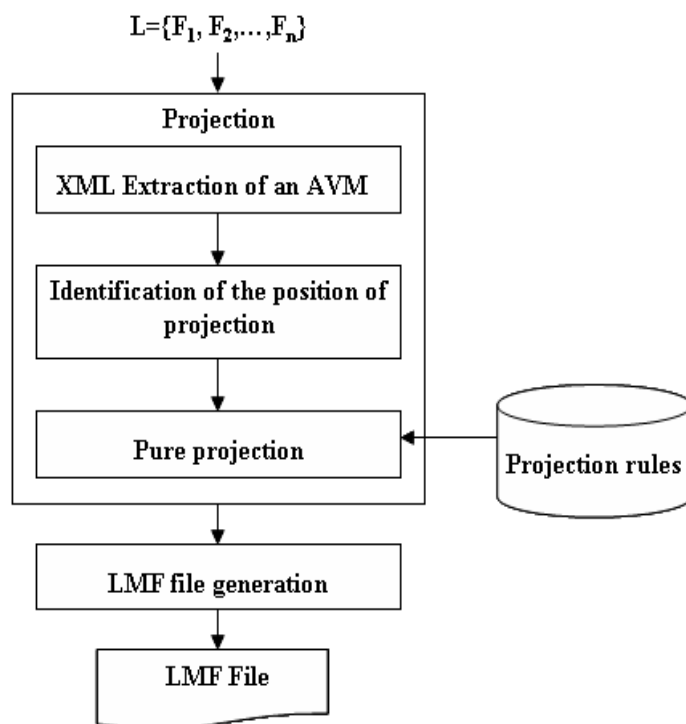 L={F₁, F₂,...,Fₙ}
Projection
XML Extraction of an AVM
Identification of the position of
projection
Pure projection
Projection rules
LMF file generation
LMF File